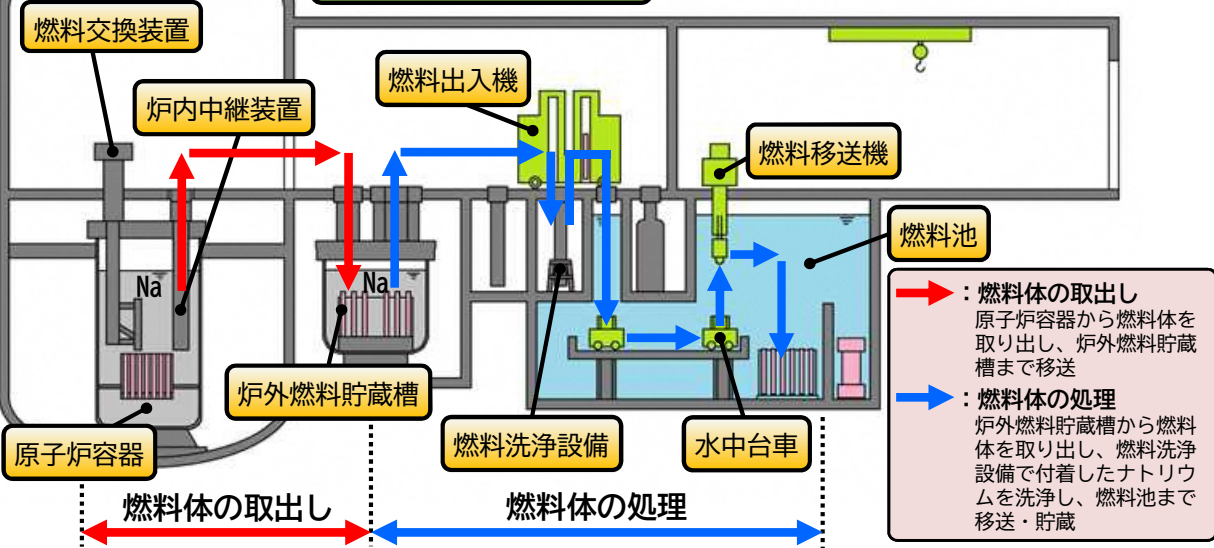 燃料交換装置
炉内中継装置
燃料出入機
燃料移送機
燃料池
Na
Na
炉外燃料貯蔵槽
原子炉容器
燃料洗浄設備
水中台車
燃料体の取出し
燃料体の処理
：燃料体の取出し
原子炉容器から燃料体を
取り出し、炉外燃料貯蔵
槽まで移送
：燃料体の処理
炉外燃料貯蔵槽から燃料
体を取り出し、燃料洗浄
設備で付着したナトリウ
ムを洗浄し、燃料池まで
移送・貯蔵